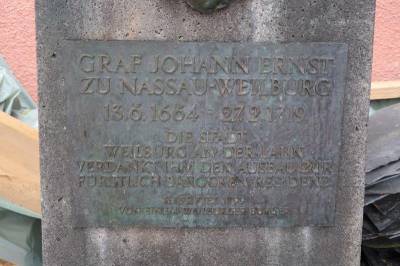 GRAF JOHANN ERNST
ZU NASSAU-WEILBURG
13.6.1664 - 27.2.1719
DIE STADT
WEILBURG AN DER LAHN
VERDANKT IHM DEN AUSBAU ZUR
FÜRSTLICH BAROCKEN RESIDENZ